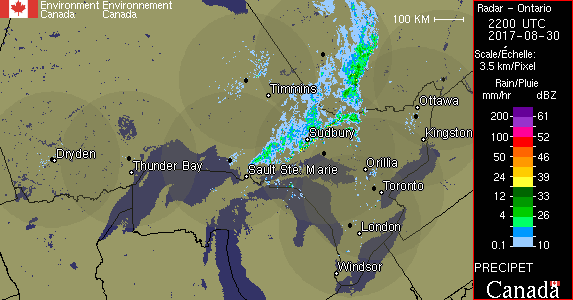 Environment Environnement
Canada Canada
100 KM
Timmins
Ottawa
Sudbury
Kingston
Dryden
Thunder Bay
Orillia
Sault Ste. Marie
Toronto
London
Windsor
Radar - Ontario
2200 UTC
2017-08-30
Scale/Échelle:
3.5 km/Pixel
Rain/Pluie
mm/hr dBZ
200 61
100 52
50 46
24 39
12 33
4 26
0.1 10
PRECIPET
Canada